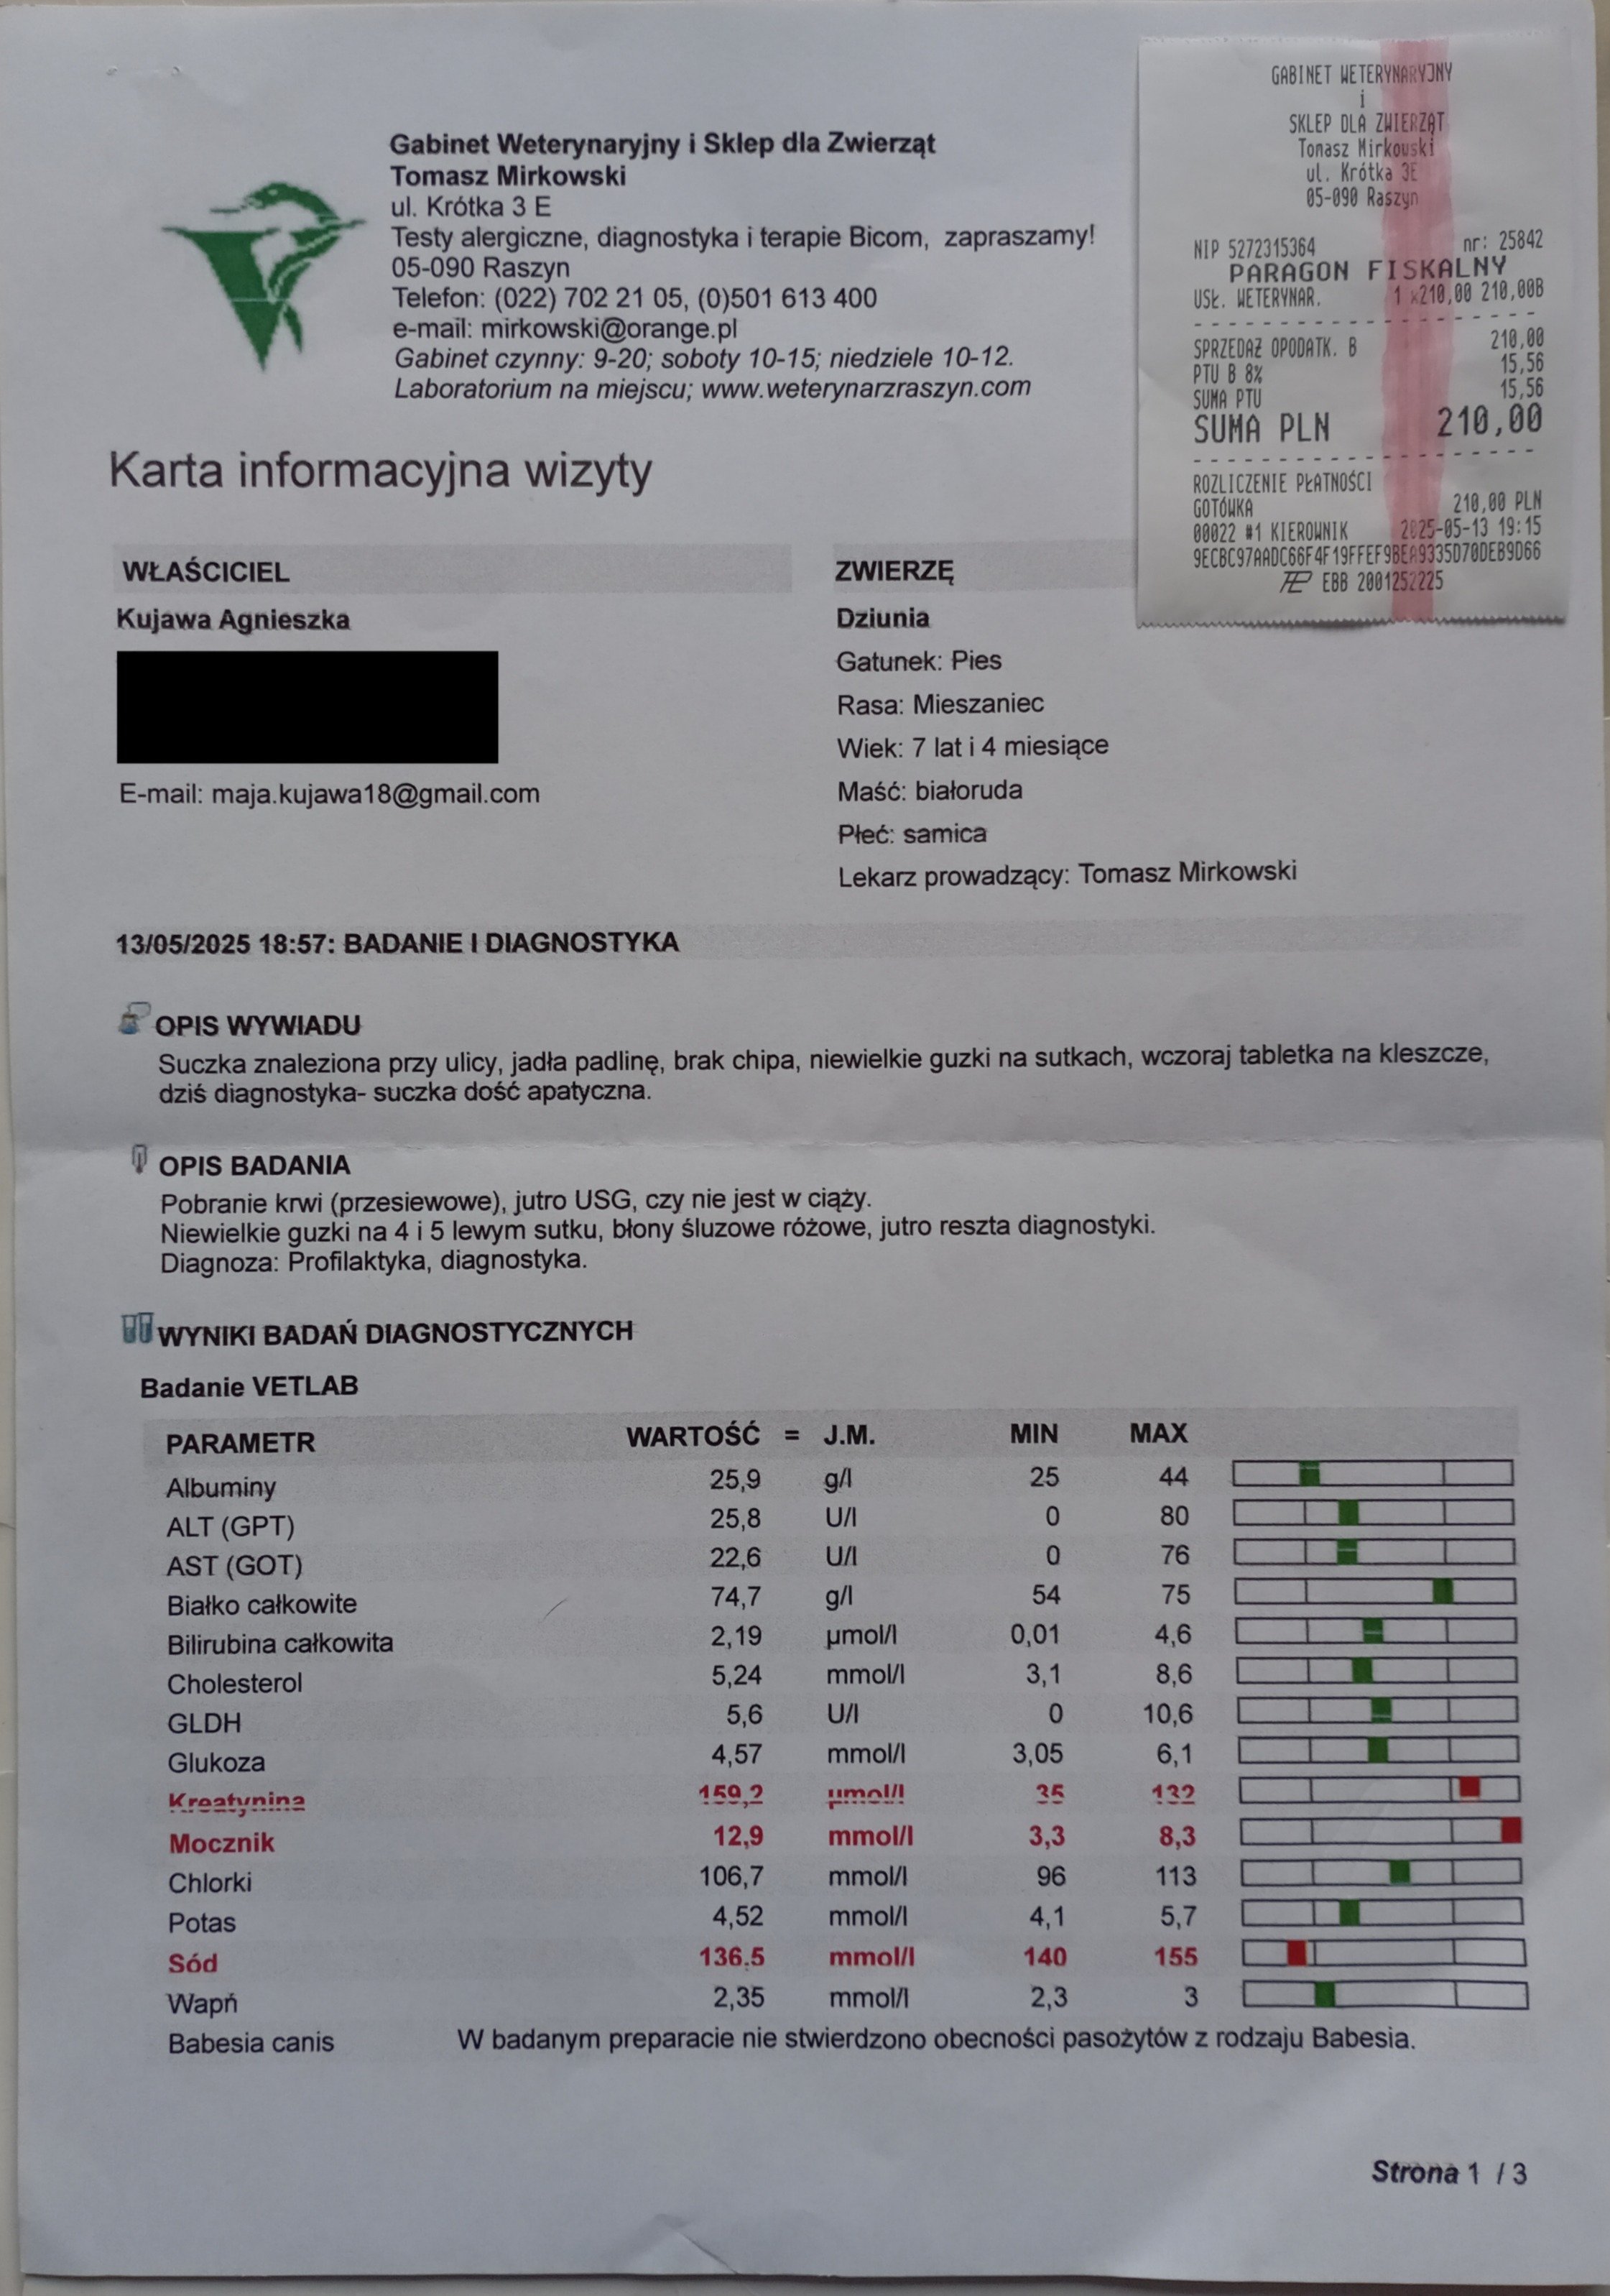 Gabinet Weterynaryjny i Sklep dla Zwierząt
Tomasz Mirkowski
ul. Krótka 3 E
Testy alergiczne, diagnostyka i terapie Bicom, zapraszamy!
05-090 Raszyn
Telefon: (022) 702 21 05, (0)501 613 400
e-mail: mirkowski@orange.pl
Gabinet czynny: 9-20; soboty 10-15; niedziele 10-12.
Laboratorium na miejscu; www.weterynarzraszyn.com
GABINET WETERYNARYJNY
i
SKLEP DLA ZWIERZĄT
Tomasz Mirkowski
ul. Krótka 3E
05-090 Raszyn
NIP 5272315364 nr: 25842
PARAGON FISKALNY
USŁ. WETERYNAR. 1 x210,00 210,00B
SPRZEDAŻ OPODATK. B 210,00
PTU B 8% 15,56
SUMA PTU 15,56
SUMA PLN 210,00
ROZLICZENIE PŁATNOŚCI
GOTÓWKA 210,00 PLN
00022 #1 KIEROWNIK 2025-05-13 19:15
9ECBC97AADC66F4F19FFEF9BEA9335D70DEB9D66
EBB 2001252225
Karta informacyjna wizyty
WŁAŚCICIEL
Kujawa Agnieszka
E-mail: maja.kujawa18@gmail.com
ZWIERZĘ
Dziunia
Gatunek: Pies
Rasa: Mieszaniec
Wiek: 7 lat i 4 miesiące
Maść: białoruda
Płeć: samica
Lekarz prowadzący: Tomasz Mirkowski
13/05/2025 18:57: BADANIE I DIAGNOSTYKA
OPIS WYWIADU
Suczka znaleziona przy ulicy, jadła padlinę, brak chipa, niewielkie guzki na sutkach, wczoraj tabletka na kleszcze,
dziś diagnostyka- suczka dość apatyczna.
OPIS BADANIA
Pobranie krwi (przesiewowe), jutro USG, czy nie jest w ciąży.
Niewielkie guzki na 4 i 5 lewym sutku, błony śluzowe różowe, jutro reszta diagnostyki.
Diagnoza: Profilaktyka, diagnostyka.
WYNIKI BADAŃ DIAGNOSTYCZNYCH
Badanie VETLAB
PARAMETR WARTOŚĆ = J.M. MIN MAX
Albuminy 25,9 g/l 25 44
ALT (GPT) 25,8 U/l 0 80
AST (GOT) 22,6 U/l 0 76
Białko całkowite 74,7 g/l 54 75
Bilirubina całkowita 2,19 µmol/l 0,01 4,6
Cholesterol 5,24 mmol/l 3,1 8,6
GLDH 5,6 U/l 0 10,6
Glukoza 4,57 mmol/l 3,05 6,1
Kreatynina 159,2 µmol/l 35 132
Mocznik 12,9 mmol/l 3,3 8,3
Chlorki 106,7 mmol/l 96 113
Potas 4,52 mmol/l 4,1 5,7
Sód 136,5 mmol/l 140 155
Wapń 2,35 mmol/l 2,3 3
Babesia canis W badanym preparacie nie stwierdzono obecności pasożytów z rodzaju Babesia.
Strona 1 / 3